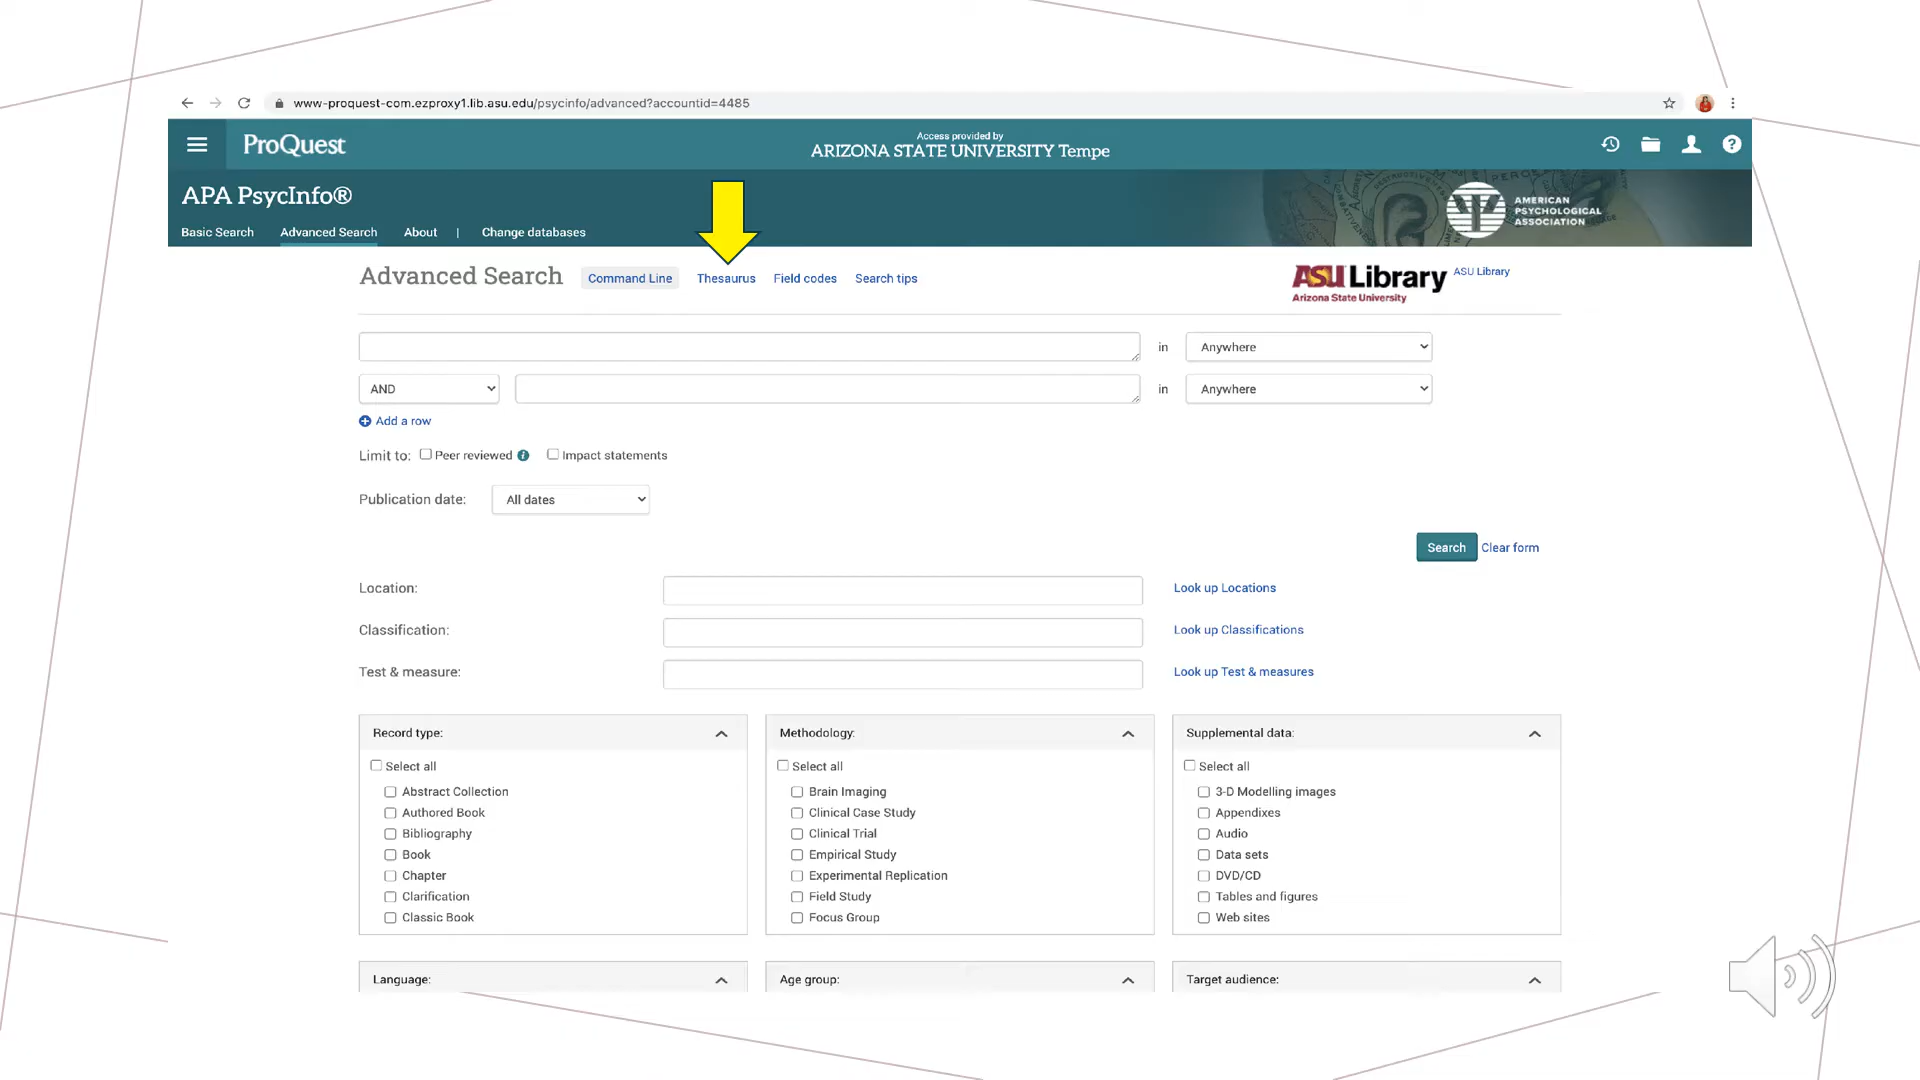 www-proquest-com.ezproxy1.lib.asu.edu/psycinfo/advanced?accountid=4485
ProQuest
Access provided by
ARIZONA STATE UNIVERSITY Tempe
APA PsycInfo®
AMERICAN
PSYCHOLOGICAL
ASSOCIATION
Basic Search Advanced Search About | Change databases
Advanced Search Command Line Thesaurus Field codes Search tips
ASU Library ASU Library
Arizona State University
in Anywhere
AND in Anywhere
Add a row
Limit to: Peer reviewed Impact statements
Publication date: All dates
Search Clear form
Location: Look up Locations
Classification: Look up Classifications
Test & measure: Look up Test & measures
Record type:
Select all
Abstract Collection
Authored Book
Bibliography
Book
Chapter
Clarification
Classic Book
Methodology:
Select all
Brain Imaging
Clinical Case Study
Clinical Trial
Empirical Study
Experimental Replication
Field Study
Focus Group
Supplemental data:
Select all
3-D Modelling images
Appendixes
Audio
Data sets
DVD/CD
Tables and figures
Web sites
Language: Age group: Target audience: